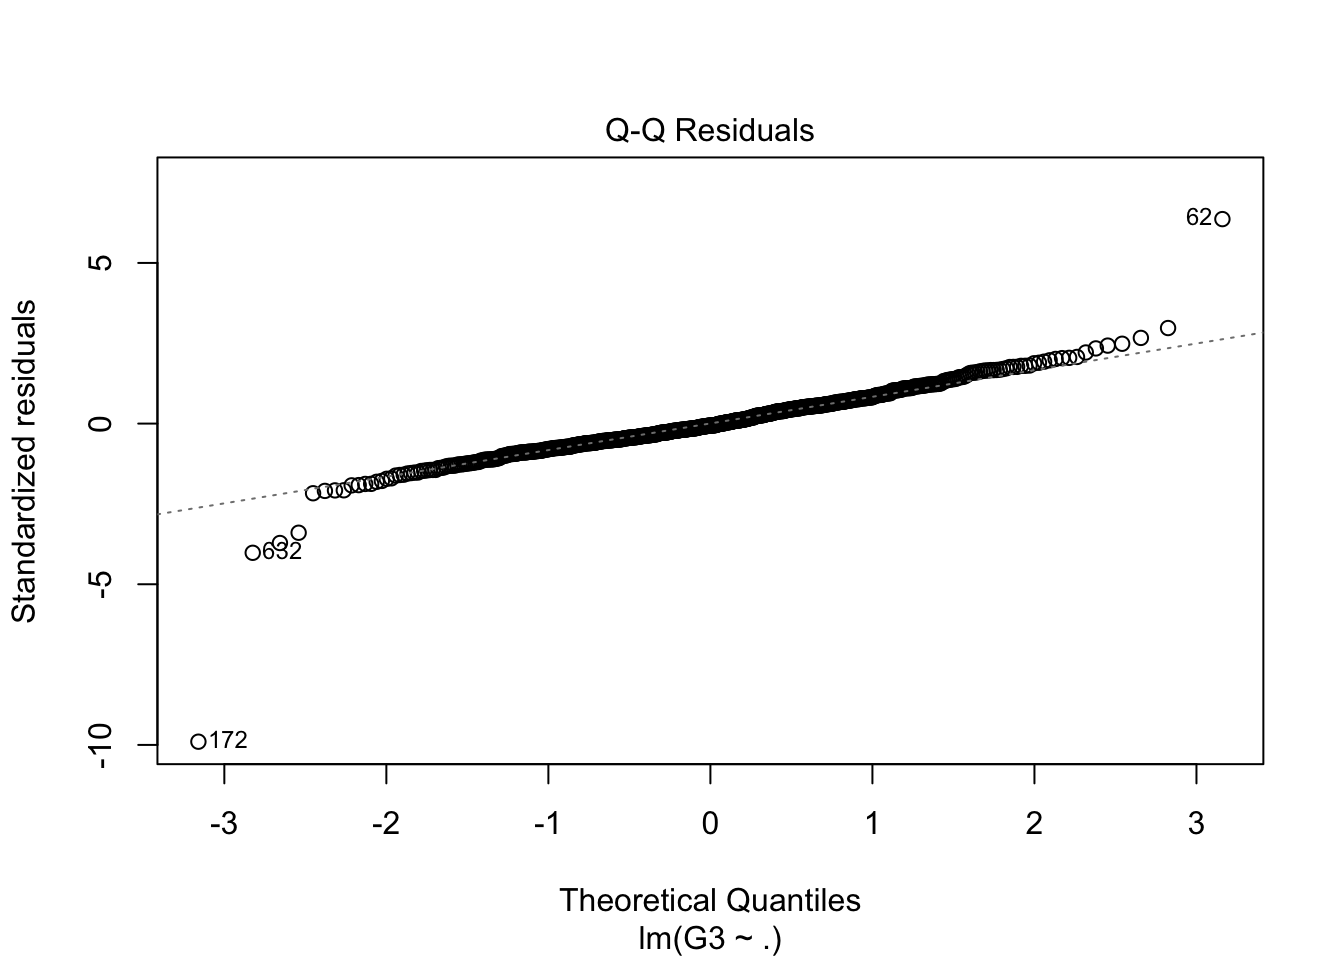 Q-Q Residuals
Standardized residuals
5
0
-5
-10
62
632
172
-3 -2 -1 0 1 2 3
Theoretical Quantiles
lm(G3 ~ .)